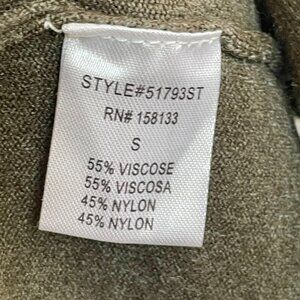 STYLE#51793ST
RN# 158133
S
55% VISCOSE
55% VISCOSA
45% NYLON
45% NYLON